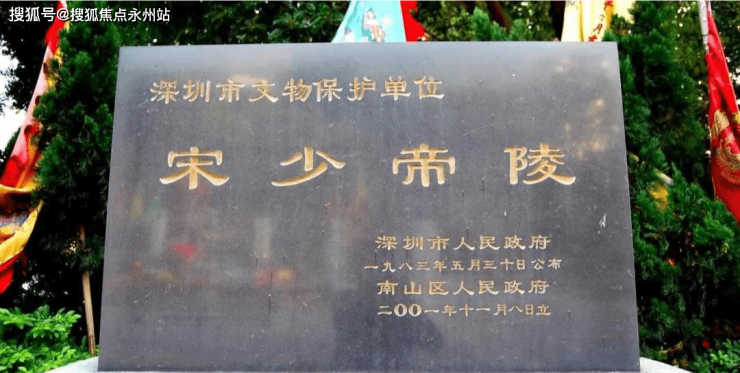 搜狐号@搜狐焦点永州站
深圳市文物保护单位
宋少帝陵
深圳市人民政府
一九八三年五月三十日公布
南山区人民政府
二〇〇一年十一月八日立